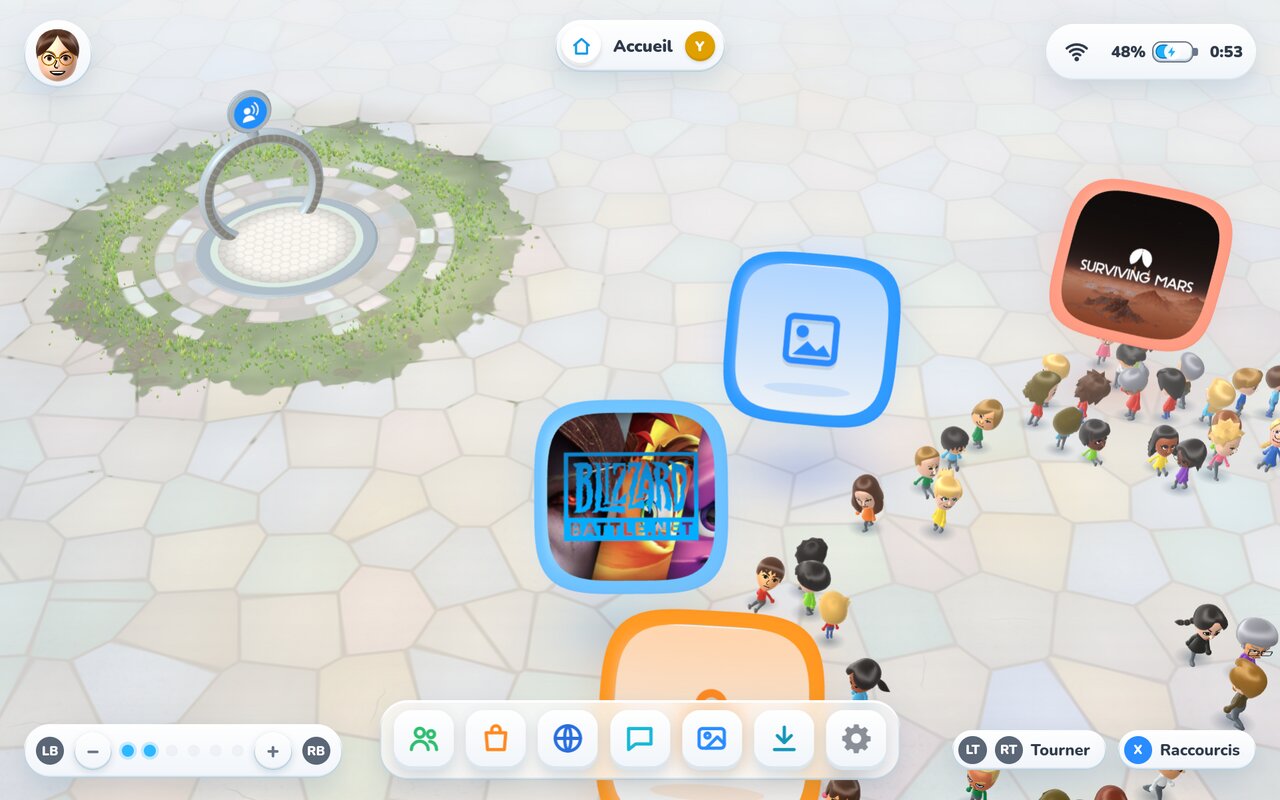 Accueil
Y
48%
0:53
SURVIVING MARS
BLIZZARD
BATTLE.NET
LB
RB
LT
RT
Tourner
X
Raccourcis